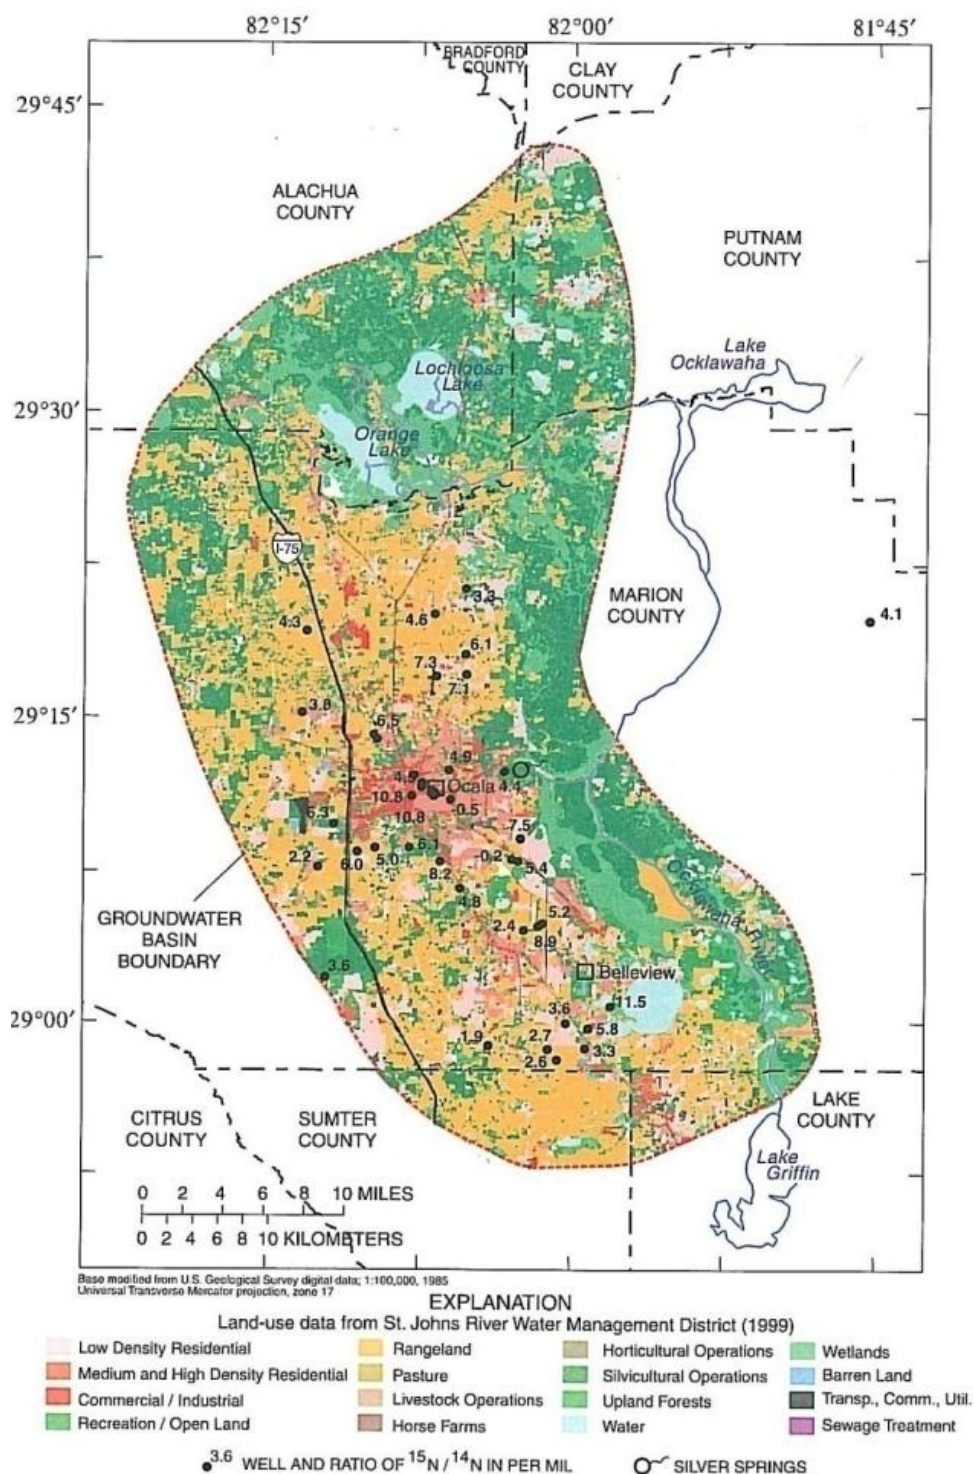 82°15′ 82°00′ 81°45′
BRADFORD
COUNTY
CLAY
COUNTY
29°45′
ALACHUA
COUNTY
PUTNAM
COUNTY
Lake
Ocklawaha
Lochloosa
Lake
29°30′
Orange
Lake
I-75
MARION
COUNTY
3.3
4.6
4.1
4.3
6.1
7.3
7.1
29°15′
3.8
6.5
4.9
4.9
Ocala
4.4
10.8
-0.5
10.8
6.3
7.5
6.1
-0.2
2.2
6.0
5.0
8.2
5.4
4.8
Ocklawaha River
GROUNDWATER
BASIN
BOUNDARY
5.2
2.4
8.9
3.6
Belleview
11.5
29°00′
3.6
5.8
1.9
2.7
3.3
2.6
CITRUS
COUNTY
SUMTER
COUNTY
LAKE
COUNTY
Lake
Griffin
0 2 4 6 8 10 MILES
0 2 4 6 8 10 KILOMETERS
Base modified from U.S. Geological Survey digital data; 1:100,000, 1985
Universal Transverse Mercator projection, zone 17
EXPLANATION
Land-use data from St. Johns River Water Management District (1999)
Low Density Residential
Medium and High Density Residential
Commercial / Industrial
Recreation / Open Land
Rangeland
Pasture
Livestock Operations
Horse Farms
Horticultural Operations
Silvicultural Operations
Upland Forests
Water
Wetlands
Barren Land
Transp., Comm., Util.
Sewage Treatment
3.6 WELL AND RATIO OF 15N / 14N IN PER MIL
SILVER SPRINGS